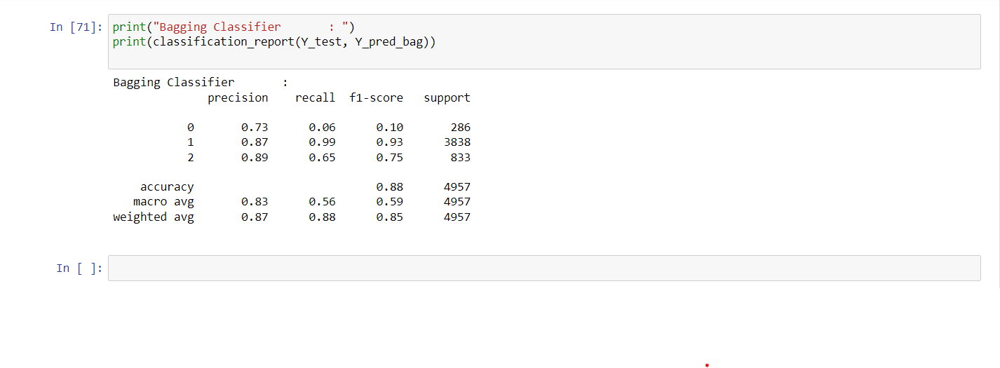 In [71]: print("Bagging Classifier       : ")
print(classification_report(Y_test, Y_pred_bag))
Bagging Classifier       :
precision    recall  f1-score   support
0       0.73      0.06      0.10       286
1       0.87      0.99      0.93      3838
2       0.89      0.65      0.75       833
accuracy                           0.88      4957
macro avg       0.83      0.56      0.59      4957
weighted avg       0.87      0.88      0.85      4957
In [ ]: